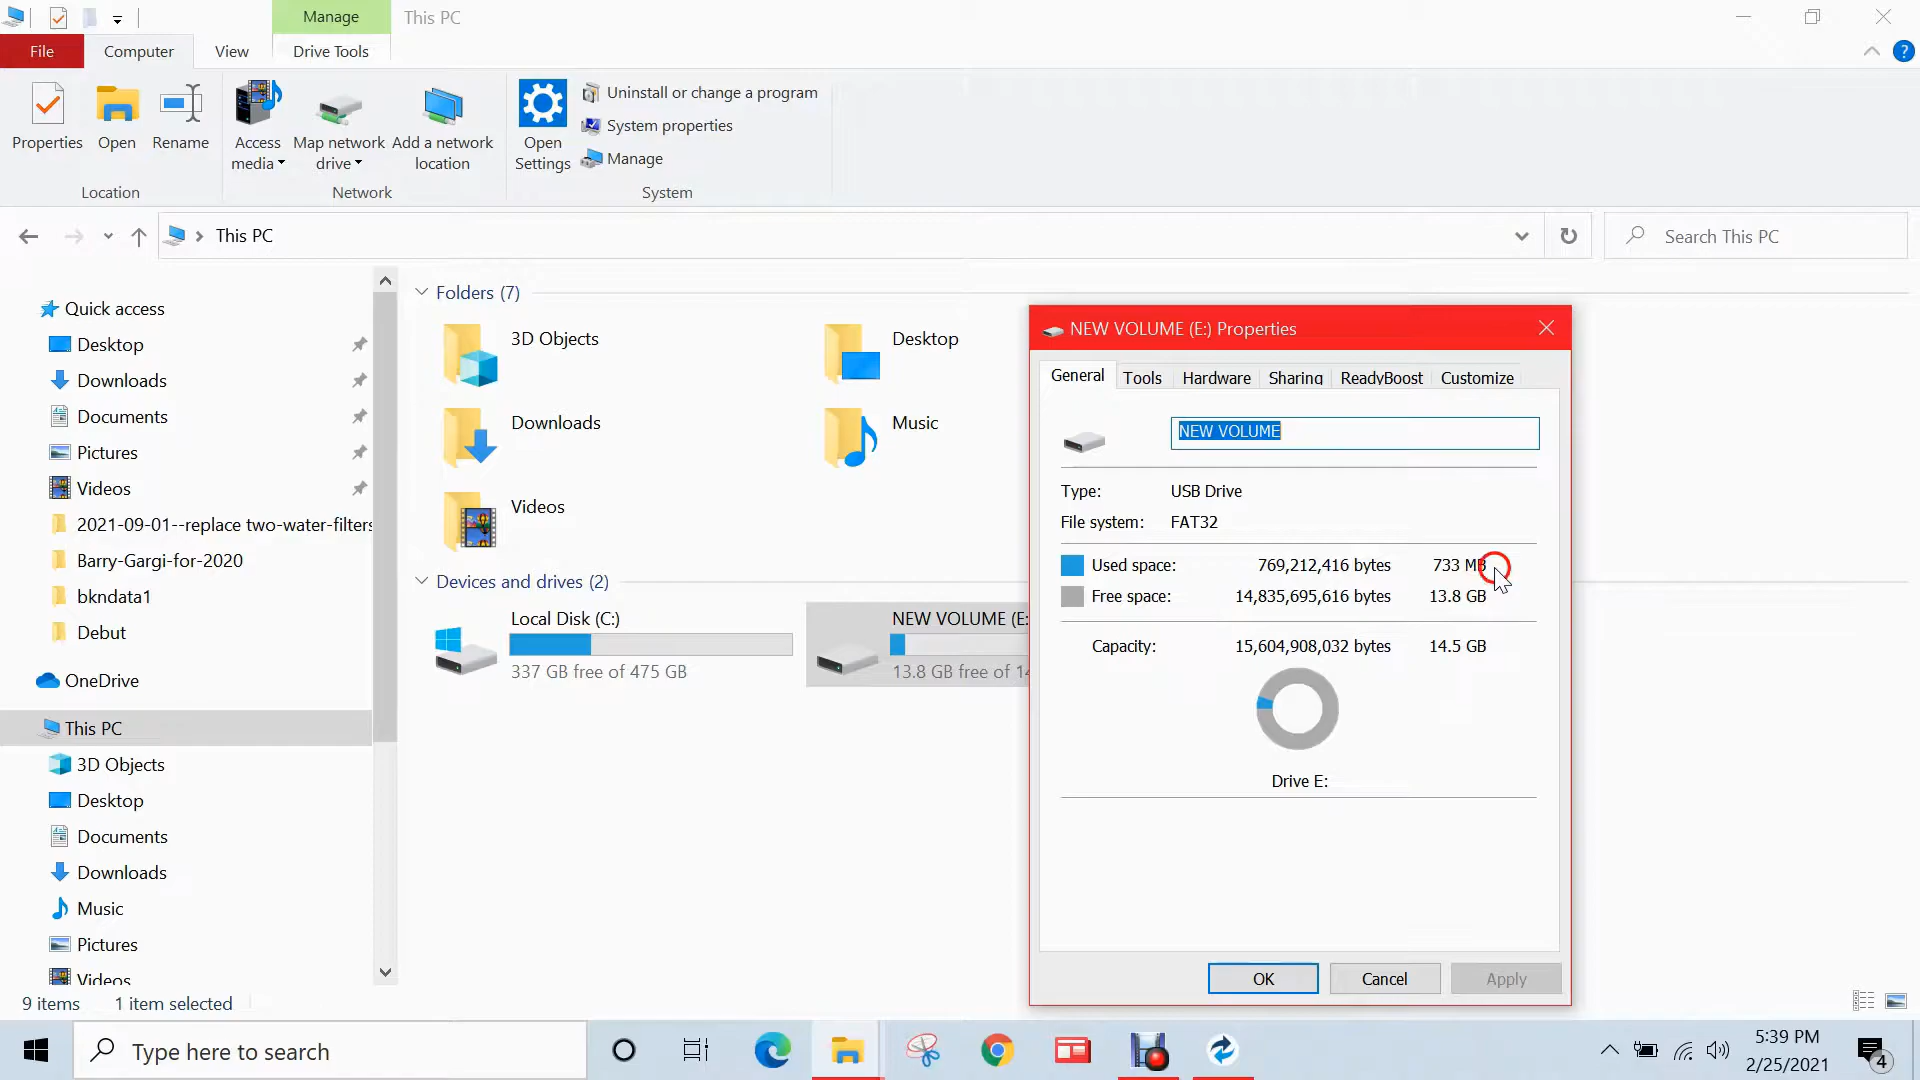 Manage
This PC
File
Computer
View
Drive Tools
Properties
Open
Rename
Access media
Map network drive
Add a network location
Open Settings
Uninstall or change a program
System properties
Manage
Location
Network
System
This PC
Search This PC
Quick access
Desktop
Downloads
Documents
Pictures
Videos
2021-09-01--replace two-water-filters
Barry-Gargi-for-2020
bkndata1
Debut
OneDrive
This PC
3D Objects
Desktop
Documents
Downloads
Music
Pictures
Videos
Folders (7)
3D Objects
Desktop
Downloads
Music
Videos
Devices and drives (2)
Local Disk (C:)
337 GB free of 475 GB
NEW VOLUME (E:
13.8 GB free of 14
NEW VOLUME (E:) Properties
General
Tools
Hardware
Sharing
ReadyBoost
Customize
NEW VOLUME
Type: USB Drive
File system: FAT32
Used space: 769,212,416 bytes 733 MB
Free space: 14,835,695,616 bytes 13.8 GB
Capacity: 15,604,908,032 bytes 14.5 GB
Drive E:
OK
Cancel
Apply
9 items
1 item selected
Type here to search
5:39 PM
2/25/2021
4